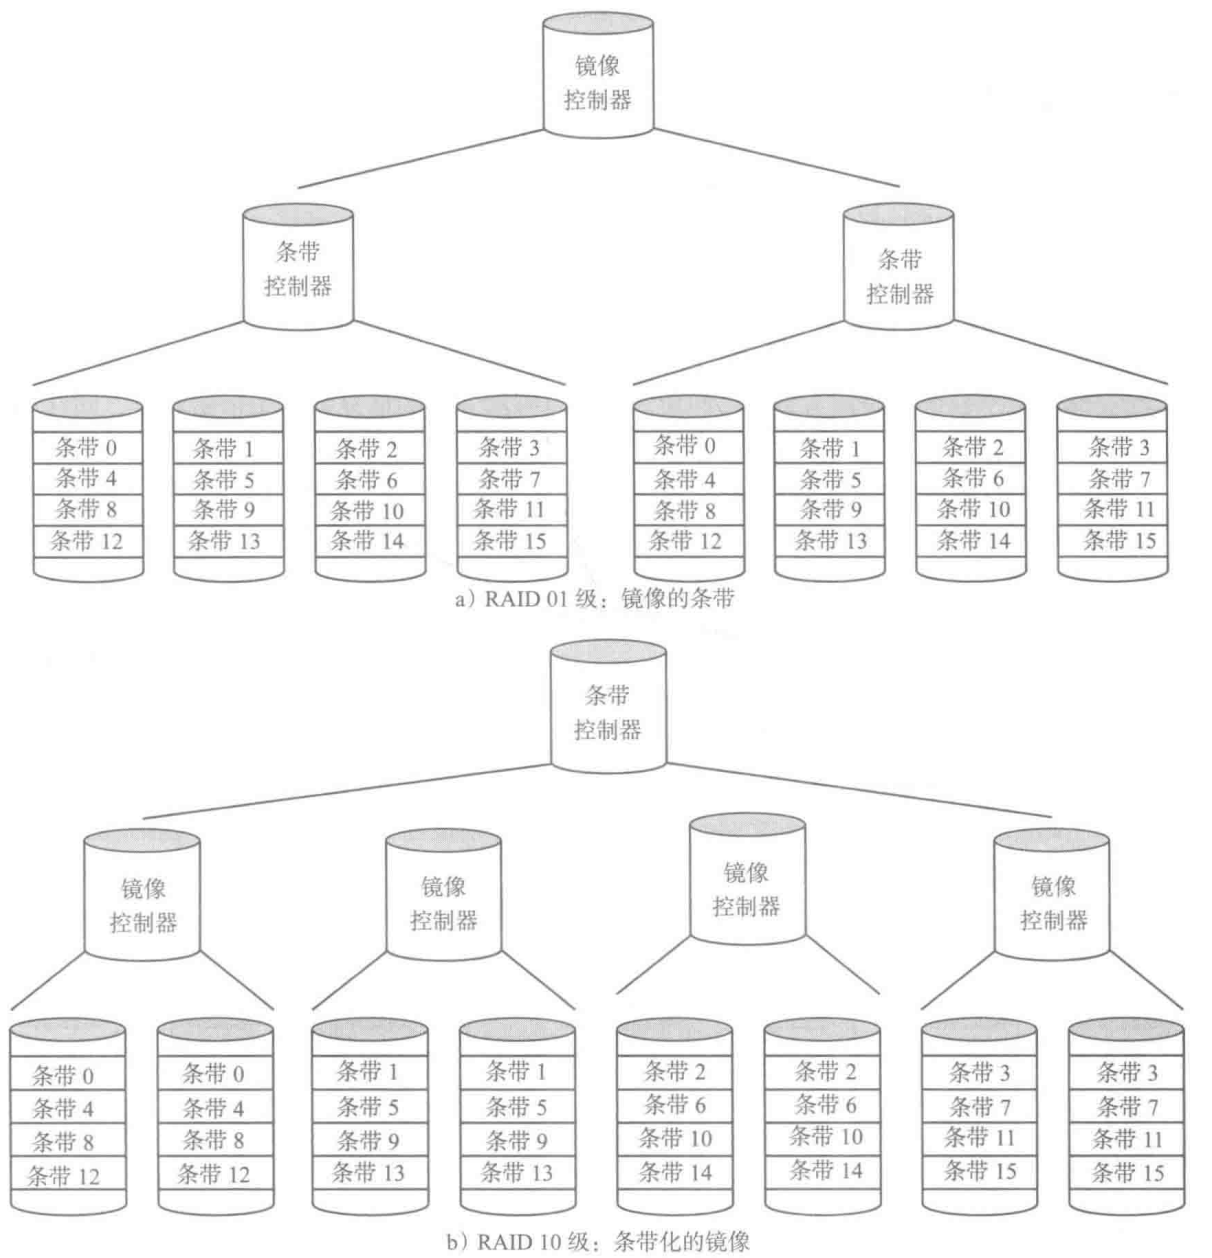 镜像
控制器
条带
控制器
条带
控制器
条带 0
条带 4
条带 8
条带 12
条带 1
条带 5
条带 9
条带 13
条带 2
条带 6
条带 10
条带 14
条带 3
条带 7
条带 11
条带 15
条带 0
条带 4
条带 8
条带 12
条带 1
条带 5
条带 9
条带 13
条带 2
条带 6
条带 10
条带 14
条带 3
条带 7
条带 11
条带 15
a）RAID 01 级：镜像的条带
条带
控制器
镜像
控制器
镜像
控制器
镜像
控制器
镜像
控制器
条带 0
条带 4
条带 8
条带 12
条带 0
条带 4
条带 8
条带 12
条带 1
条带 5
条带 9
条带 13
条带 1
条带 5
条带 9
条带 13
条带 2
条带 6
条带 10
条带 14
条带 2
条带 6
条带 10
条带 14
条带 3
条带 7
条带 11
条带 15
条带 3
条带 7
条带 11
条带 15
b）RAID 10 级：条带化的镜像